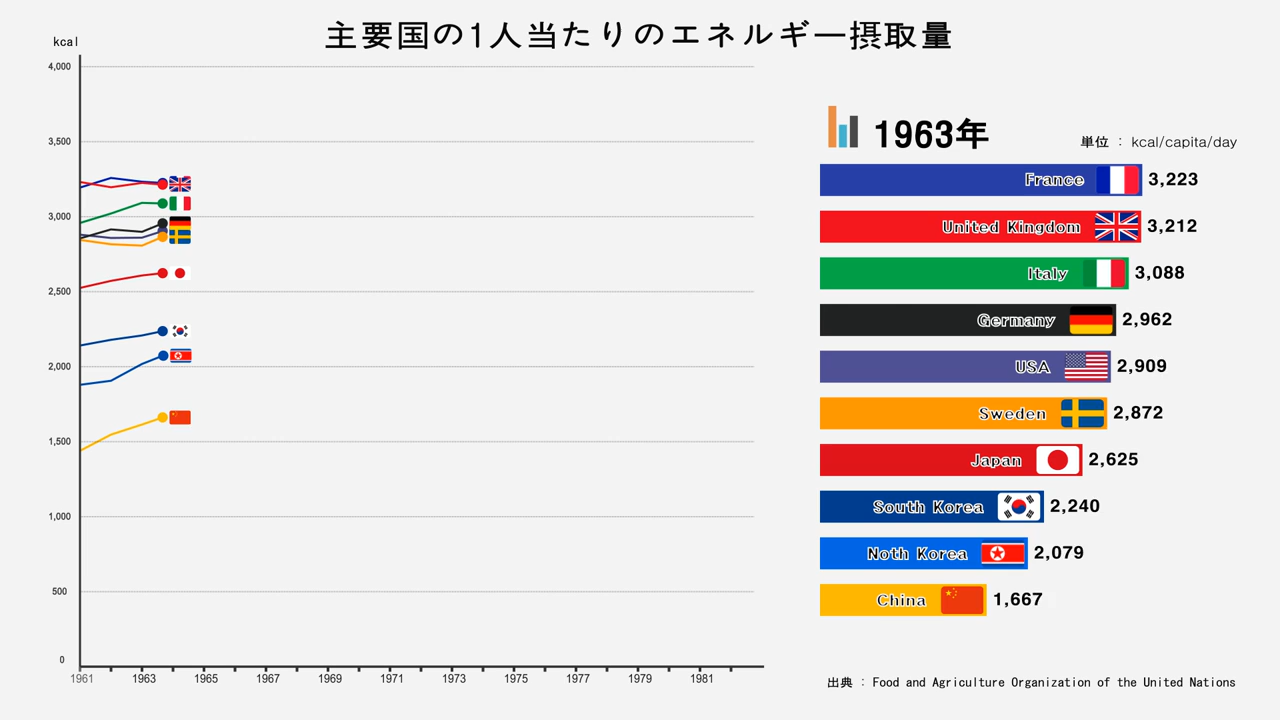 主要国の1人当たりのエネルギー摂取量
kcal
4,000
3,500
3,000
2,500
2,000
1,500
1,000
500
0
1961 1963 1965 1967 1969 1971 1973 1975 1977 1979 1981
1963年
単位 : kcal/capita/day
France 3,223
United Kingdom 3,212
Italy 3,088
Germany 2,962
USA 2,909
Sweden 2,872
Japan 2,625
South Korea 2,240
Noth Korea 2,079
China 1,667
出典 : Food and Agriculture Organization of the United Nations